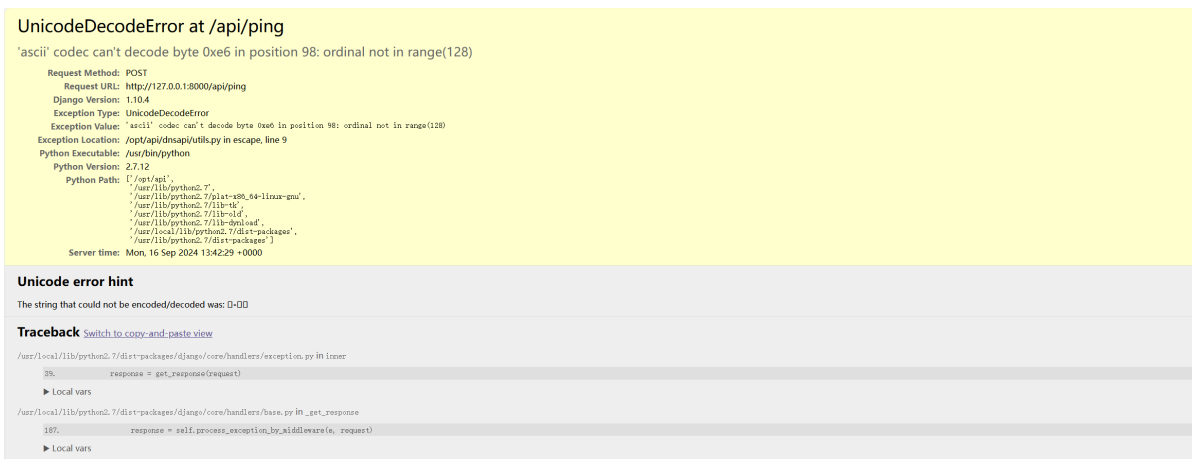 UnicodeDecodeError at /api/ping
'ascii' codec can't decode byte 0xe6 in position 98: ordinal not in range(128)
Request Method: POST
Request URL: http://127.0.0.1:8000/api/ping
Django Version: 1.10.4
Exception Type: UnicodeDecodeError
Exception Value: 'ascii' codec can't decode byte 0xe6 in position 98: ordinal not in range(128)
Exception Location: /opt/api/dnsapi/utils.py in escape, line 9
Python Executable: /usr/bin/python
Python Version: 2.7.12
Python Path: ['/opt/api',
'/usr/lib/python2.7',
'/usr/lib/python2.7/plat-x86_64-linux-gnu',
'/usr/lib/python2.7/lib-tk',
'/usr/lib/python2.7/lib-old',
'/usr/lib/python2.7/lib-dynload',
'/usr/local/lib/python2.7/dist-packages',
'/usr/lib/python2.7/dist-packages']
Server time: Mon, 16 Sep 2024 13:42:29 +0000
Unicode error hint
The string that could not be encoded/decoded was: �-��
Traceback Switch to copy-and-paste view
/usr/local/lib/python2.7/dist-packages/django/core/handlers/exception.py in inner
39. response = get_response(request)
▶ Local vars
/usr/local/lib/python2.7/dist-packages/django/core/handlers/base.py in _get_response
187. response = self.process_exception_by_middleware(e, request)
▶ Local vars